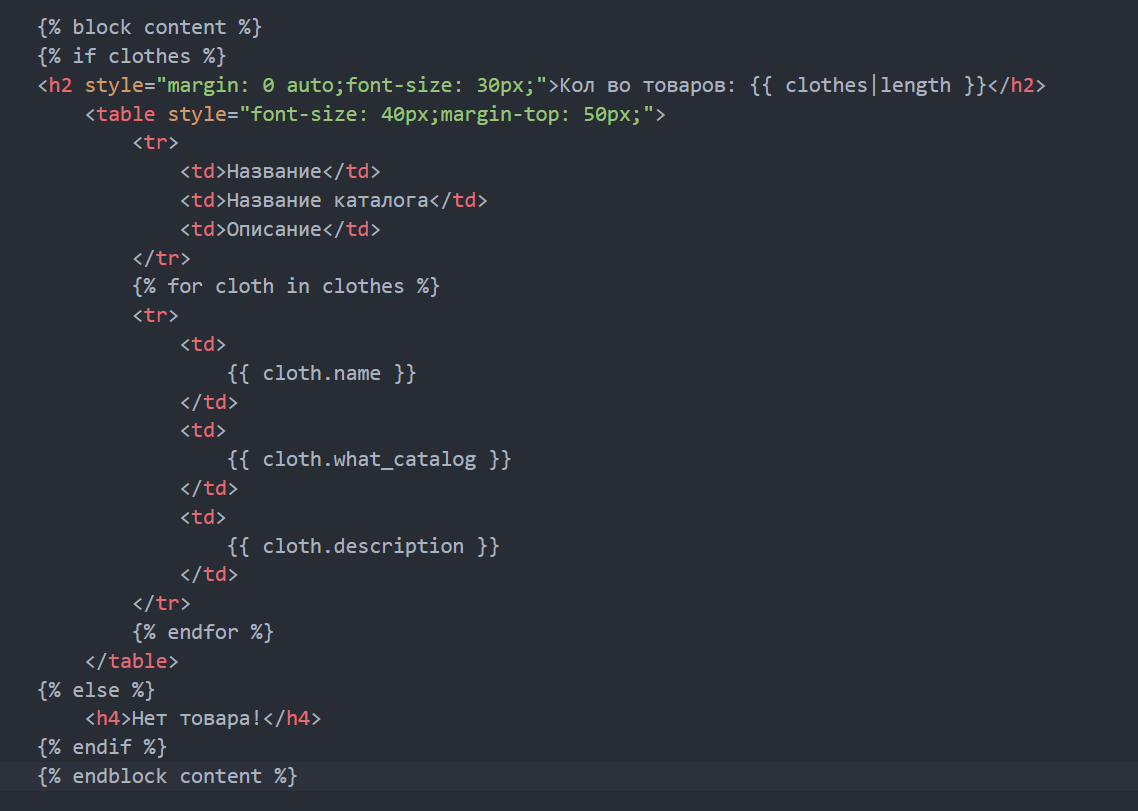 {% block content %}
{% if clothes %}
<h2 style="margin: 0 auto;font-size: 30px;">Кол во товаров: {{ clothes|length }}</h2>
    <table style="font-size: 40px;margin-top: 50px;">
        <tr>
            <td>Название</td>
            <td>Название каталога</td>
            <td>Описание</td>
        </tr>
        {% for cloth in clothes %}
        <tr>
            <td>
                {{ cloth.name }}
            </td>
            <td>
                {{ cloth.what_catalog }}
            </td>
            <td>
                {{ cloth.description }}
            </td>
        </tr>
        {% endfor %}
    </table>
{% else %}
    <h4>Нет товара!</h4>
{% endif %}
{% endblock content %}